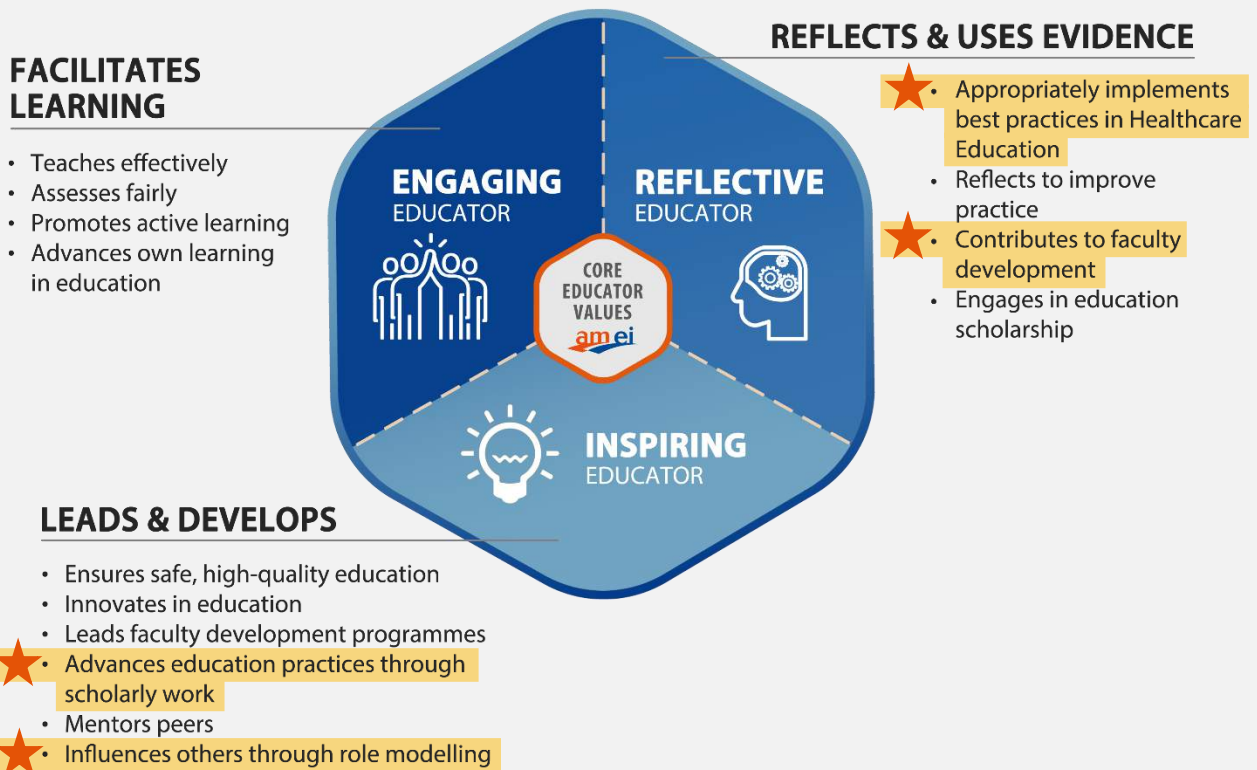 FACILITATES
LEARNING
• Teaches effectively
• Assesses fairly
• Promotes active learning
• Advances own learning
in education
REFLECTS & USES EVIDENCE
• Appropriately implements
best practices in Healthcare
Education
• Reflects to improve
practice
• Contributes to faculty
development
• Engages in education
scholarship
ENGAGING
EDUCATOR
REFLECTIVE
EDUCATOR
CORE
EDUCATOR
VALUES
am ei
INSPIRING
EDUCATOR
LEADS & DEVELOPS
• Ensures safe, high-quality education
• Innovates in education
• Leads faculty development programmes
• Advances education practices through
scholarly work
• Mentors peers
• Influences others through role modelling